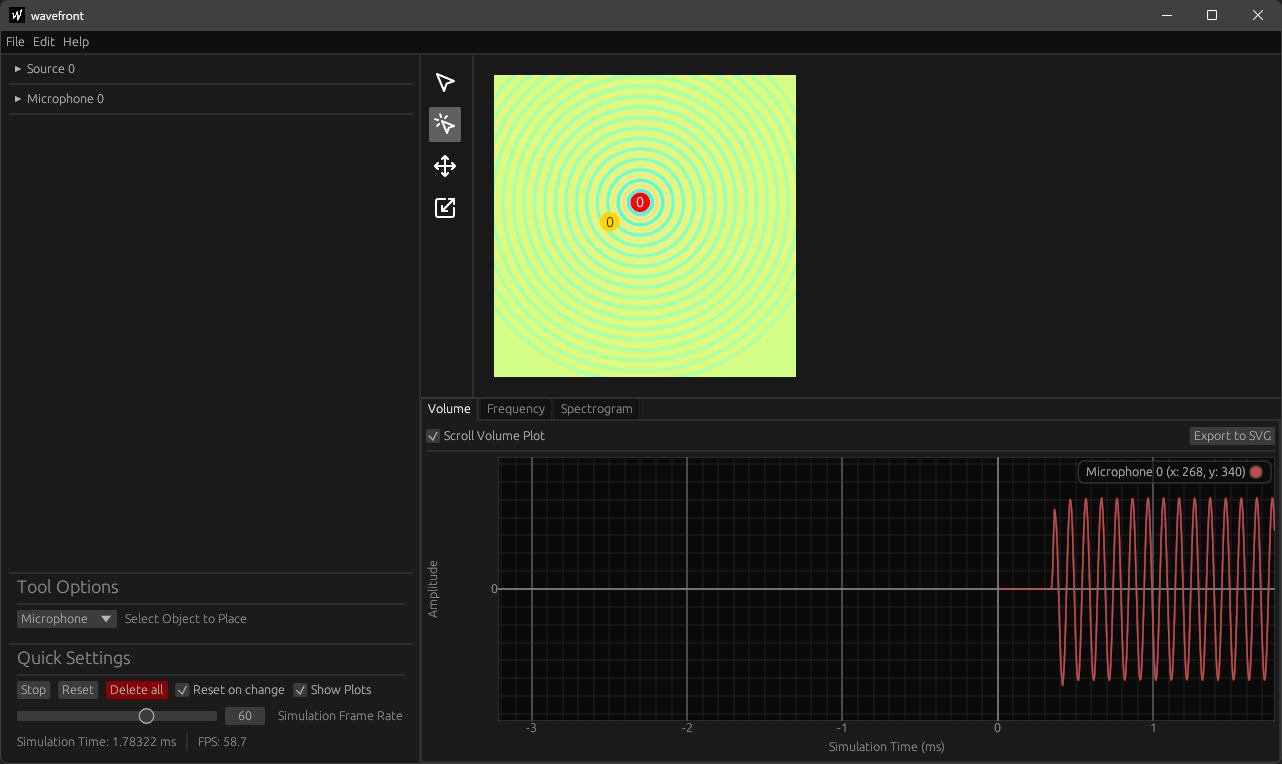 wavefront
File Edit Help
Source 0
Microphone 0
0
0
Volume Frequency Spectrogram
Scroll Volume Plot Export to SVG
Microphone 0 (x: 268, y: 340)
Amplitude
0
-3 -2 -1 0 1
Simulation Time (ms)
Tool Options
Microphone Select Object to Place
Quick Settings
Stop Reset Delete all Reset on change Show Plots
60 Simulation Frame Rate
Simulation Time: 1.78322 ms FPS: 58.7